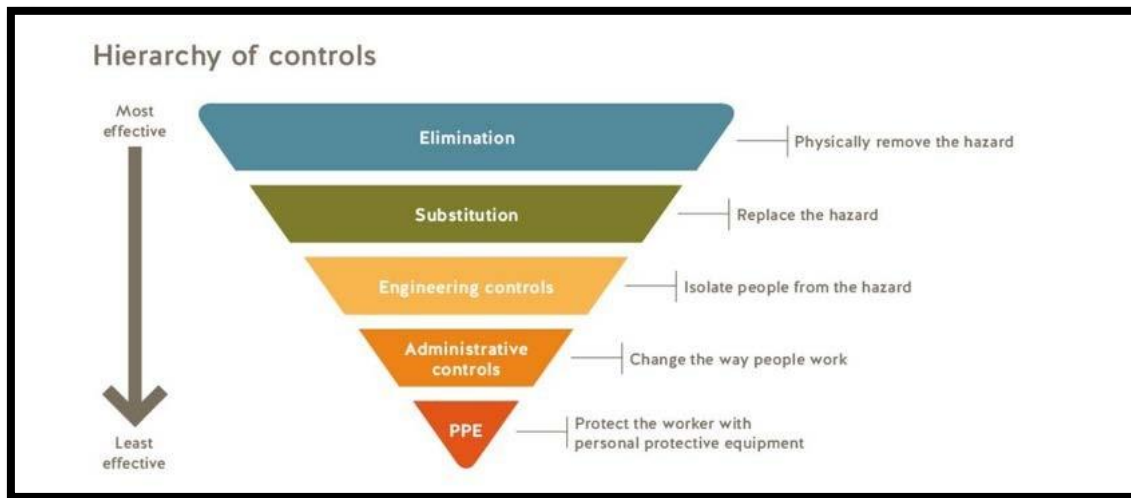 Hierarchy of controls
Most
effective
Elimination
Physically remove the hazard
Substitution
Replace the hazard
Engineering controls
Isolate people from the hazard
Administrative
controls
Change the way people work
PPE
Protect the worker with
personal protective equipment
Least
effective